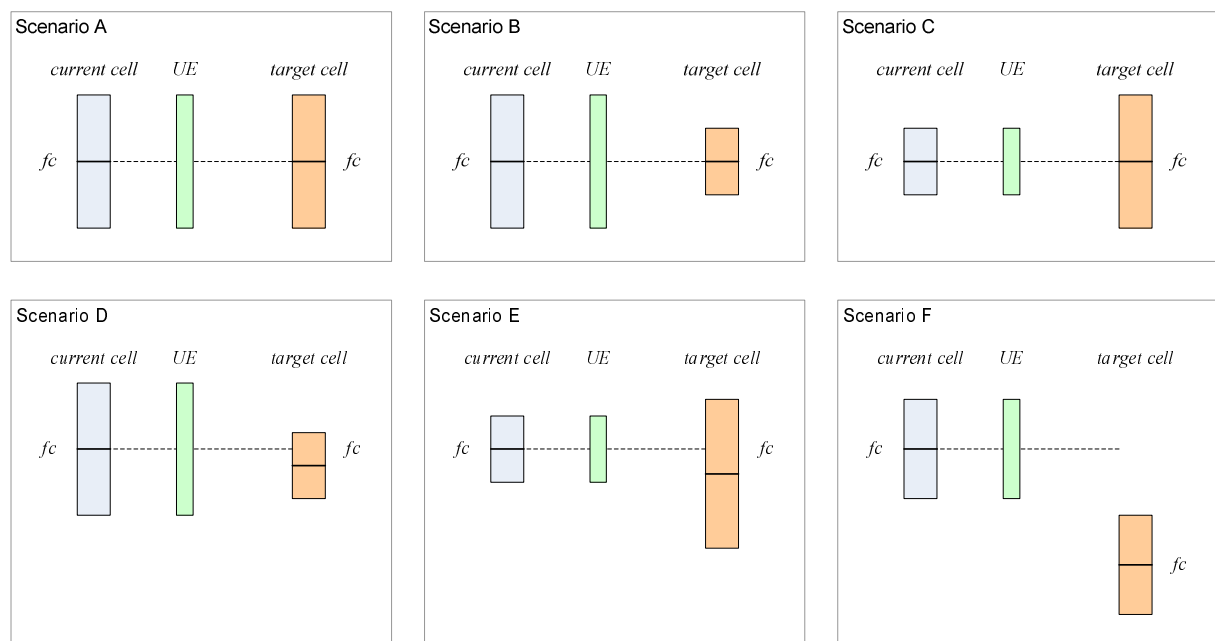 Scenario A
current cell UE target cell
fc fc
Scenario B
current cell UE target cell
fc fc
Scenario C
current cell UE target cell
fc fc
Scenario D
current cell UE target cell
fc fc
Scenario E
current cell UE target cell
fc fc
Scenario F
current cell UE target cell
fc
fc